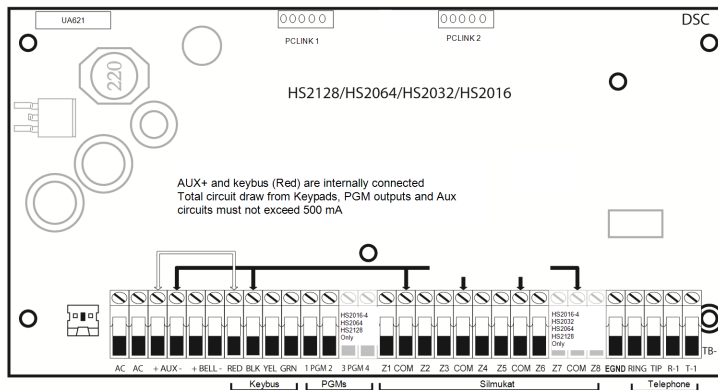 UA621
PCLINK 1
PCLINK 2
DSC
220
HS2128/HS2064/HS2032/HS2016
AUX+ and keybus (Red) are internally connected
Total circuit draw from Keypads, PGM outputs and Aux
circuits must not exceed 500 mA
HS2016-4
HS2064
HS2128
Only
HS2016-4
HS2032
HS2064
HS2128
Only
AC AC + AUX - + BELL - RED BLK YEL GRN 1 PGM 2 3 PGM 4 Z1 COM Z2 Z3 COM Z4 Z5 COM Z6 Z7 COM Z8 EGND RING TIP R-1 T-1
TB-
Keybus PGMs Silmukat Telephone